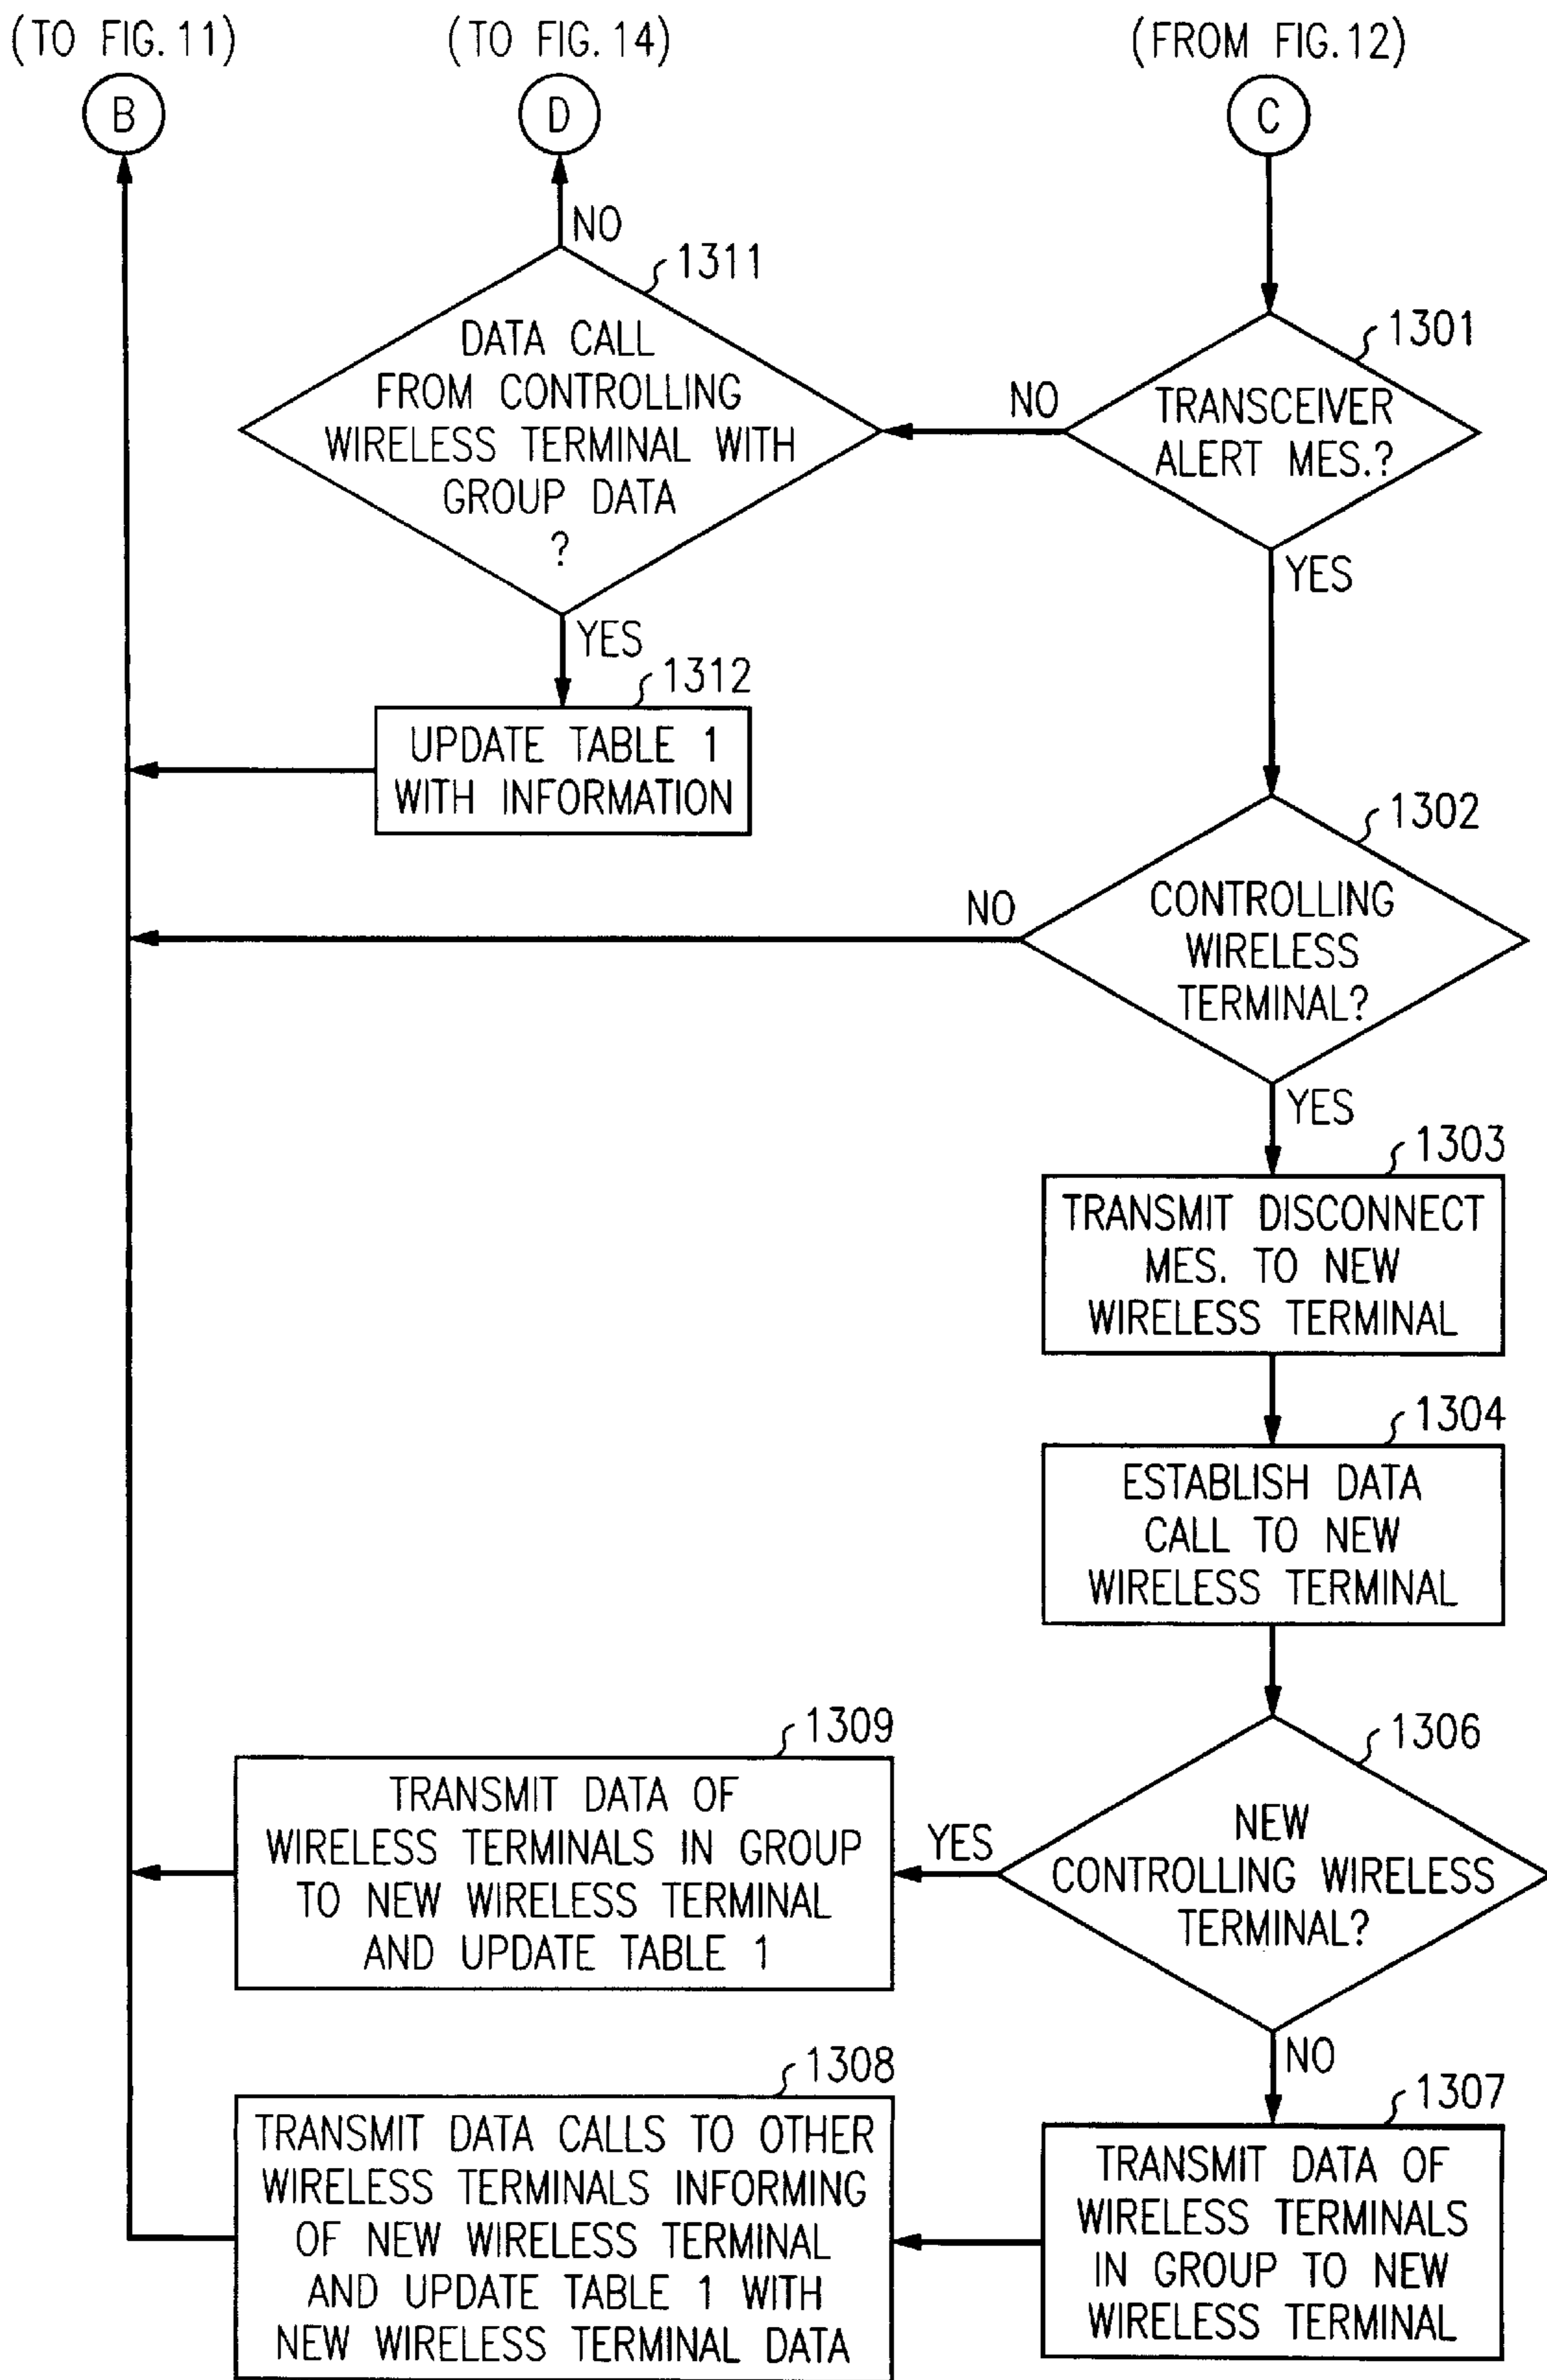 (TO FIG. 11)
(TO FIG. 14)
(FROM FIG. 12)
B
D
C
NO
1311
DATA CALL
FROM CONTROLLING
WIRELESS TERMINAL WITH
GROUP DATA
?
NO
1301
TRANSCEIVER
ALERT MES.?
YES
YES
1312
UPDATE TABLE 1
WITH INFORMATION
1302
NO
CONTROLLING
WIRELESS
TERMINAL?
YES
1303
TRANSMIT DISCONNECT
MES. TO NEW
WIRELESS TERMINAL
1304
ESTABLISH DATA
CALL TO NEW
WIRELESS TERMINAL
1306
NEW
CONTROLLING WIRELESS
TERMINAL?
YES
1309
TRANSMIT DATA OF
WIRELESS TERMINALS IN GROUP
TO NEW WIRELESS TERMINAL
AND UPDATE TABLE 1
NO
1307
TRANSMIT DATA OF
WIRELESS TERMINALS
IN GROUP TO NEW
WIRELESS TERMINAL
1308
TRANSMIT DATA CALLS TO OTHER
WIRELESS TERMINALS INFORMING
OF NEW WIRELESS TERMINAL
AND UPDATE TABLE 1 WITH
NEW WIRELESS TERMINAL DATA